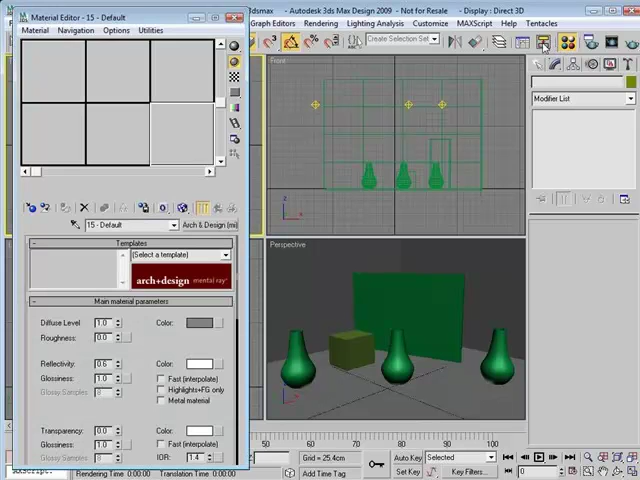 Material Editor - 15 - Default
Material Navigation Options Utilities
3dsmax - Autodesk 3ds Max Design 2009 - Not for Resale - Display : Direct 3D
Graph Editors Rendering Lighting Analysis Customize MAXScript Help Tentacles
Create Selection Set
Front
Modifier List
15 - Default
Arch & Design (mi
Templates
(Select a template)
arch+design mental ray
Main material parameters
Diffuse Level 1.0 Color:
Roughness: 0.0
Reflectivity: 0.6 Color:
Glossiness: 1.0 Fast (interpolate)
Glossy Samples 8 Highlights+FG only
Metal material
Transparency: 0.0 Color:
Glossiness: 1.0 Fast (interpolate)
Glossy Samples 8 IOR: 1.4
Perspective
50 60 70 80 90 100
Grid = 25.4cm
Add Time Tag
Auto Key Selected
Set Key Key Filters...
0
MAXScript.
Rendering Time 0:00:00 Translation Time 0:00:00